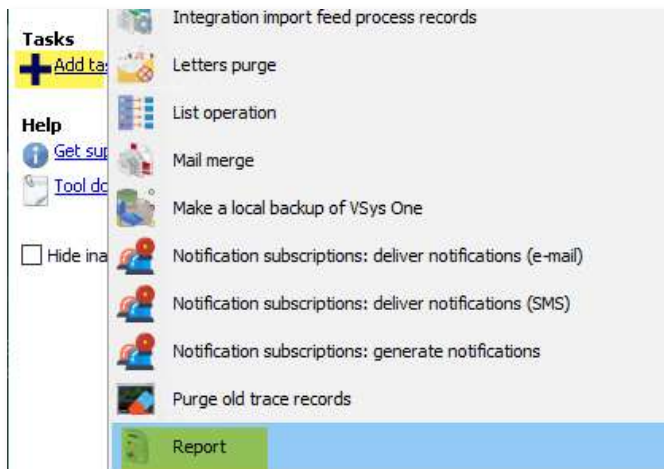 Tasks
Add ta
Help
Get sup
Tool do
Hide ina
Integration import feed process records
Letters purge
List operation
Mail merge
Make a local backup of VSys One
Notification subscriptions: deliver notifications (e-mail)
Notification subscriptions: deliver notifications (SMS)
Notification subscriptions: generate notifications
Purge old trace records
Report